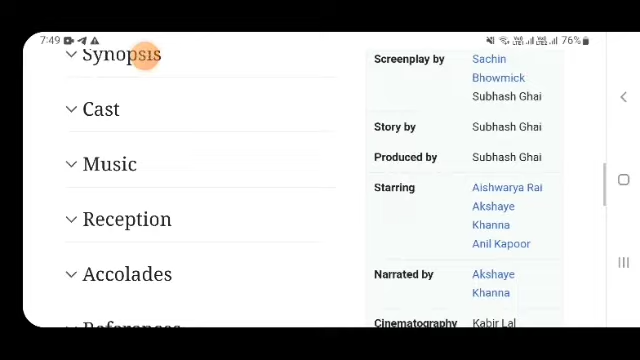 7:49
76%
Synopsis
Cast
Music
Reception
Accolades
References
Screenplay by Sachin
Bhowmick
Subhash Ghai
Story by Subhash Ghai
Produced by Subhash Ghai
Starring Aishwarya Rai
Akshaye
Khanna
Anil Kapoor
Narrated by Akshaye
Khanna
Cinematography Kabir Lal